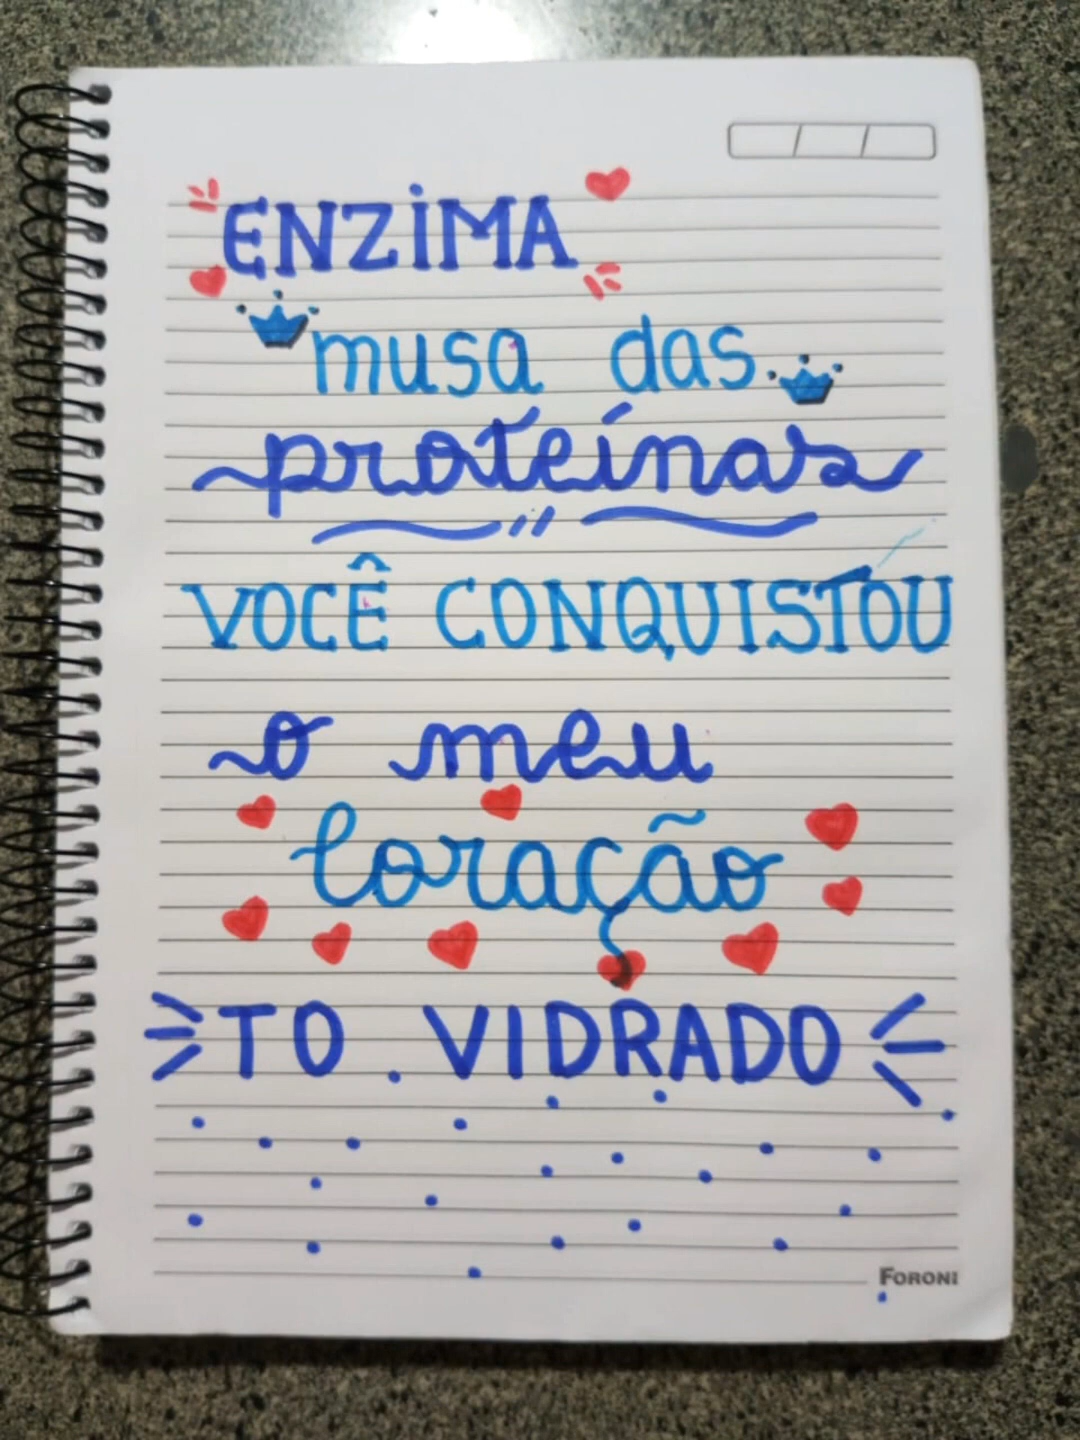 ENZIMA
musa das
proteínas
VOCÊ CONQUISTOU
o meu
Coração
TO VIDRADO
FORONI